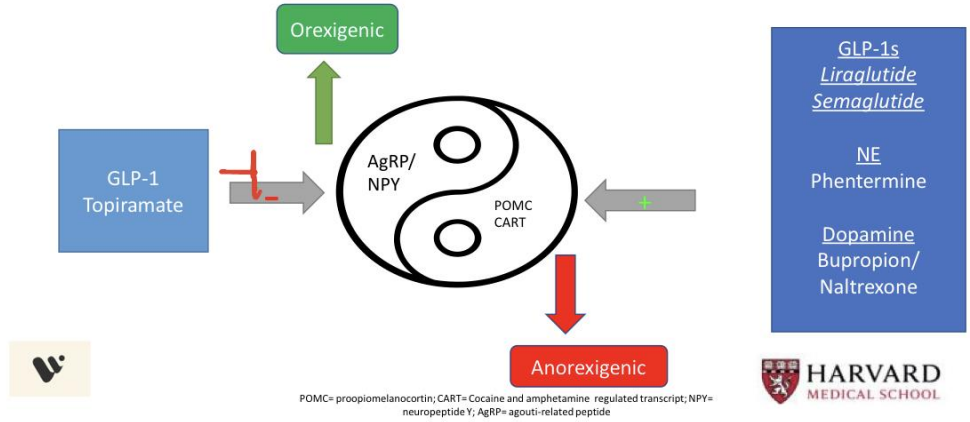 Orexigenic
GLP-1
Topiramate
-
AgRP/
NPY
POMC
CART
+
GLP-1s
Liraglutide
Semaglutide
NE
Phentermine
Dopamine
Bupropion/
Naltrexone
Anorexigenic
POMC= proopiomelanocortin; CART= Cocaine and amphetamine regulated transcript; NPY=
neuropeptide Y; AgRP= agouti-related peptide
HARVARD
MEDICAL SCHOOL